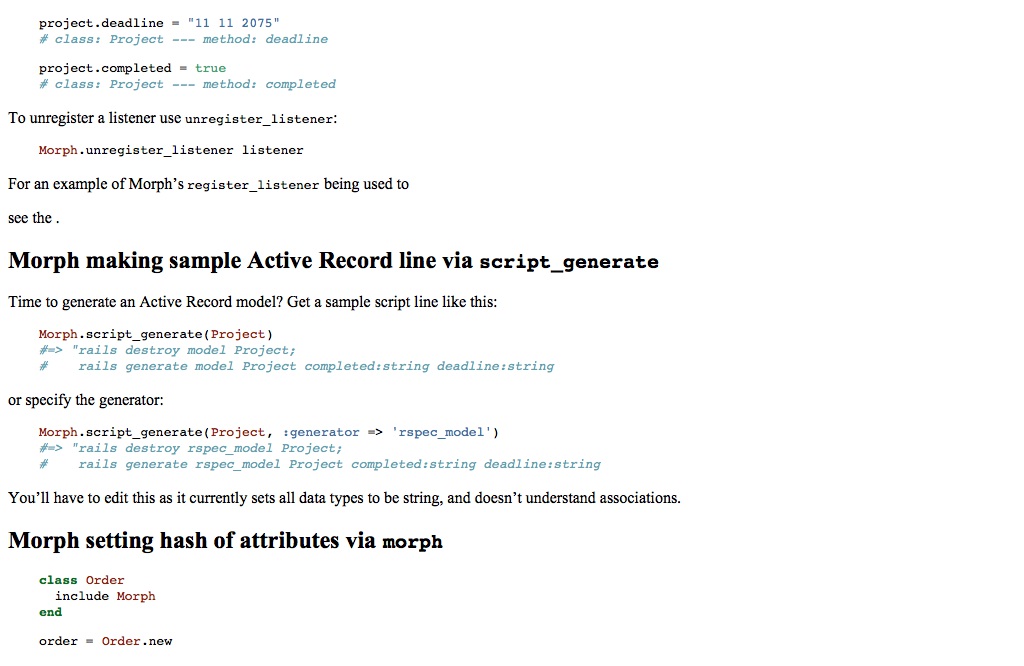 project.deadline = "11 11 2075"
# class: Project --- method: deadline
project.completed = true
# class: Project --- method: completed
To unregister a listener use unregister_listener:
Morph.unregister_listener listener
For an example of Morph’s register_listener being used to
see the .
Morph making sample Active Record line via script_generate
Time to generate an Active Record model? Get a sample script line like this:
Morph.script_generate(Project)
#=> "rails destroy model Project;
#    rails generate model Project completed:string deadline:string
or specify the generator:
Morph.script_generate(Project, :generator => 'rspec_model')
#=> "rails destroy rspec_model Project;
#    rails generate rspec_model Project completed:string deadline:string
You’ll have to edit this as it currently sets all data types to be string, and doesn’t understand associations.
Morph setting hash of attributes via morph
class Order
  include Morph
end
order = Order.new